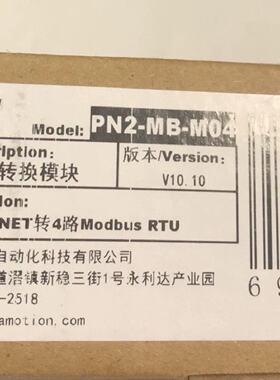 Model: PN2-MB-M04
ription: 版本/Version:
转换模块 V10.10
ion:
NET转4路Modbus RTU
自动化科技有限公司
道滘镇新稳三街1号永利达产业园
-2518
amotion.com
6 9